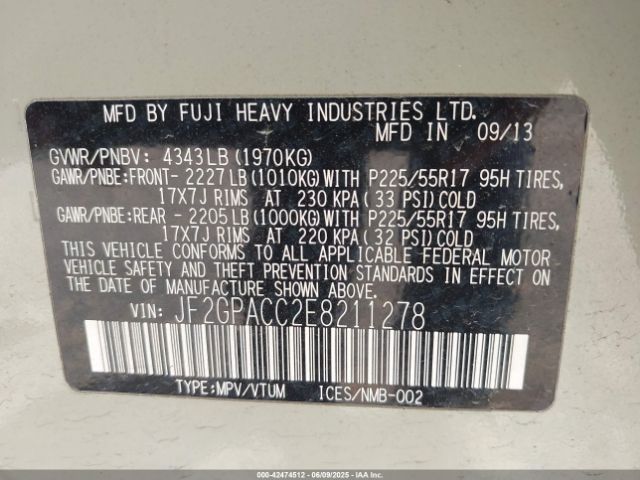 MFD BY FUJI HEAVY INDUSTRIES LTD.
MFD IN 09/13
GVWR/PNBV: 4343LB (1970KG)
GAWR/PNBE:FRONT- 2227LB (1010KG) WITH P225/55R17 95H TIRES,
17X7J RIMS AT 230 KPA (33 PSI) COLD
GAWR/PNBE:REAR - 2205LB (1000KG) WITH P225/55R17 95H TIRES,
17X7J RIMS AT 220 KPA (32 PSI) COLD
THIS VEHICLE CONFORMS TO ALL APPLICABLE FEDERAL MOTOR
VEHICLE SAFETY AND THEFT PREVENTION STANDARDS IN EFFECT ON
THE DATE OF MANUFACTURE SHOWN ABOVE.
VIN: JF2GPACC2E8211278
TYPE:MPV/VTUM ICES/NMB-002
000-42474512 | 06/09/2025 - IAAI.COM - COPART